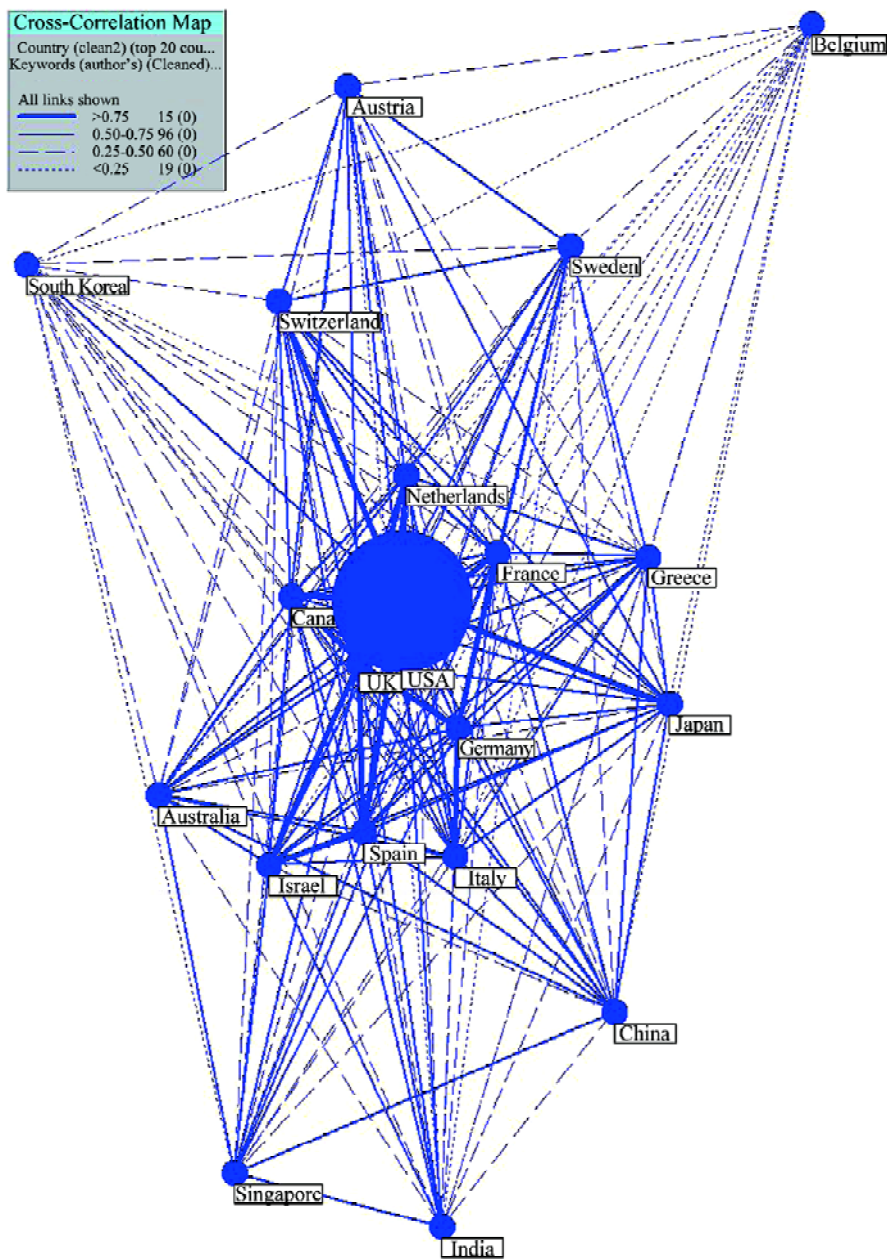 Cross-Correlation Map
Country (clean2) (top 20 cou...
Keywords (author's) (Cleaned)...
All links shown
>0.75 15 (0)
0.50-0.75 96 (0)
0.25-0.50 60 (0)
<0.25 19 (0)
Belgium
Austria
Sweden
South Korea
Switzerland
Netherlands
France
Greece
Cana
UK
USA
Japan
Germany
Australia
Spain
Italy
Israel
China
Singapore
India